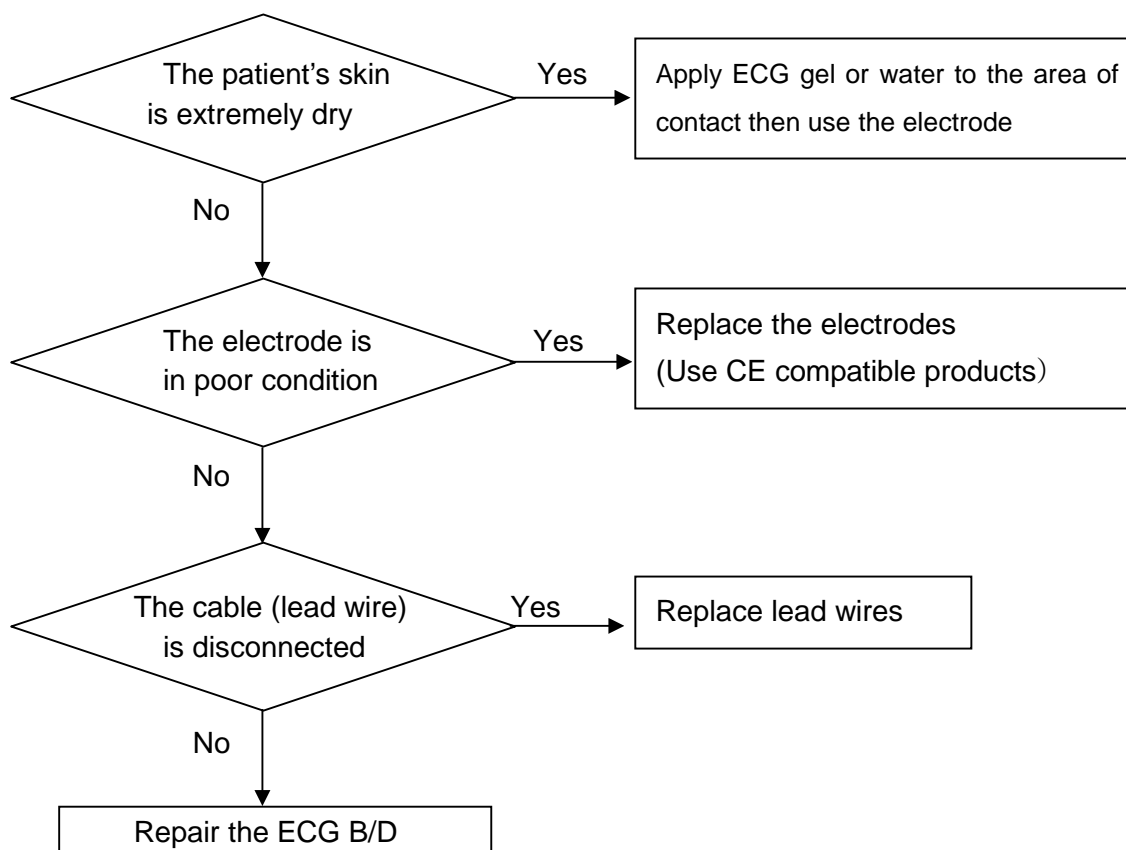 The patient’s skin
is extremely dry
Yes
Apply ECG gel or water to the area of
contact then use the electrode
No
The electrode is
in poor condition
Yes
Replace the electrodes
(Use CE compatible products）
No
The cable (lead wire)
is disconnected
Yes
Replace lead wires
No
Repair the ECG B/D